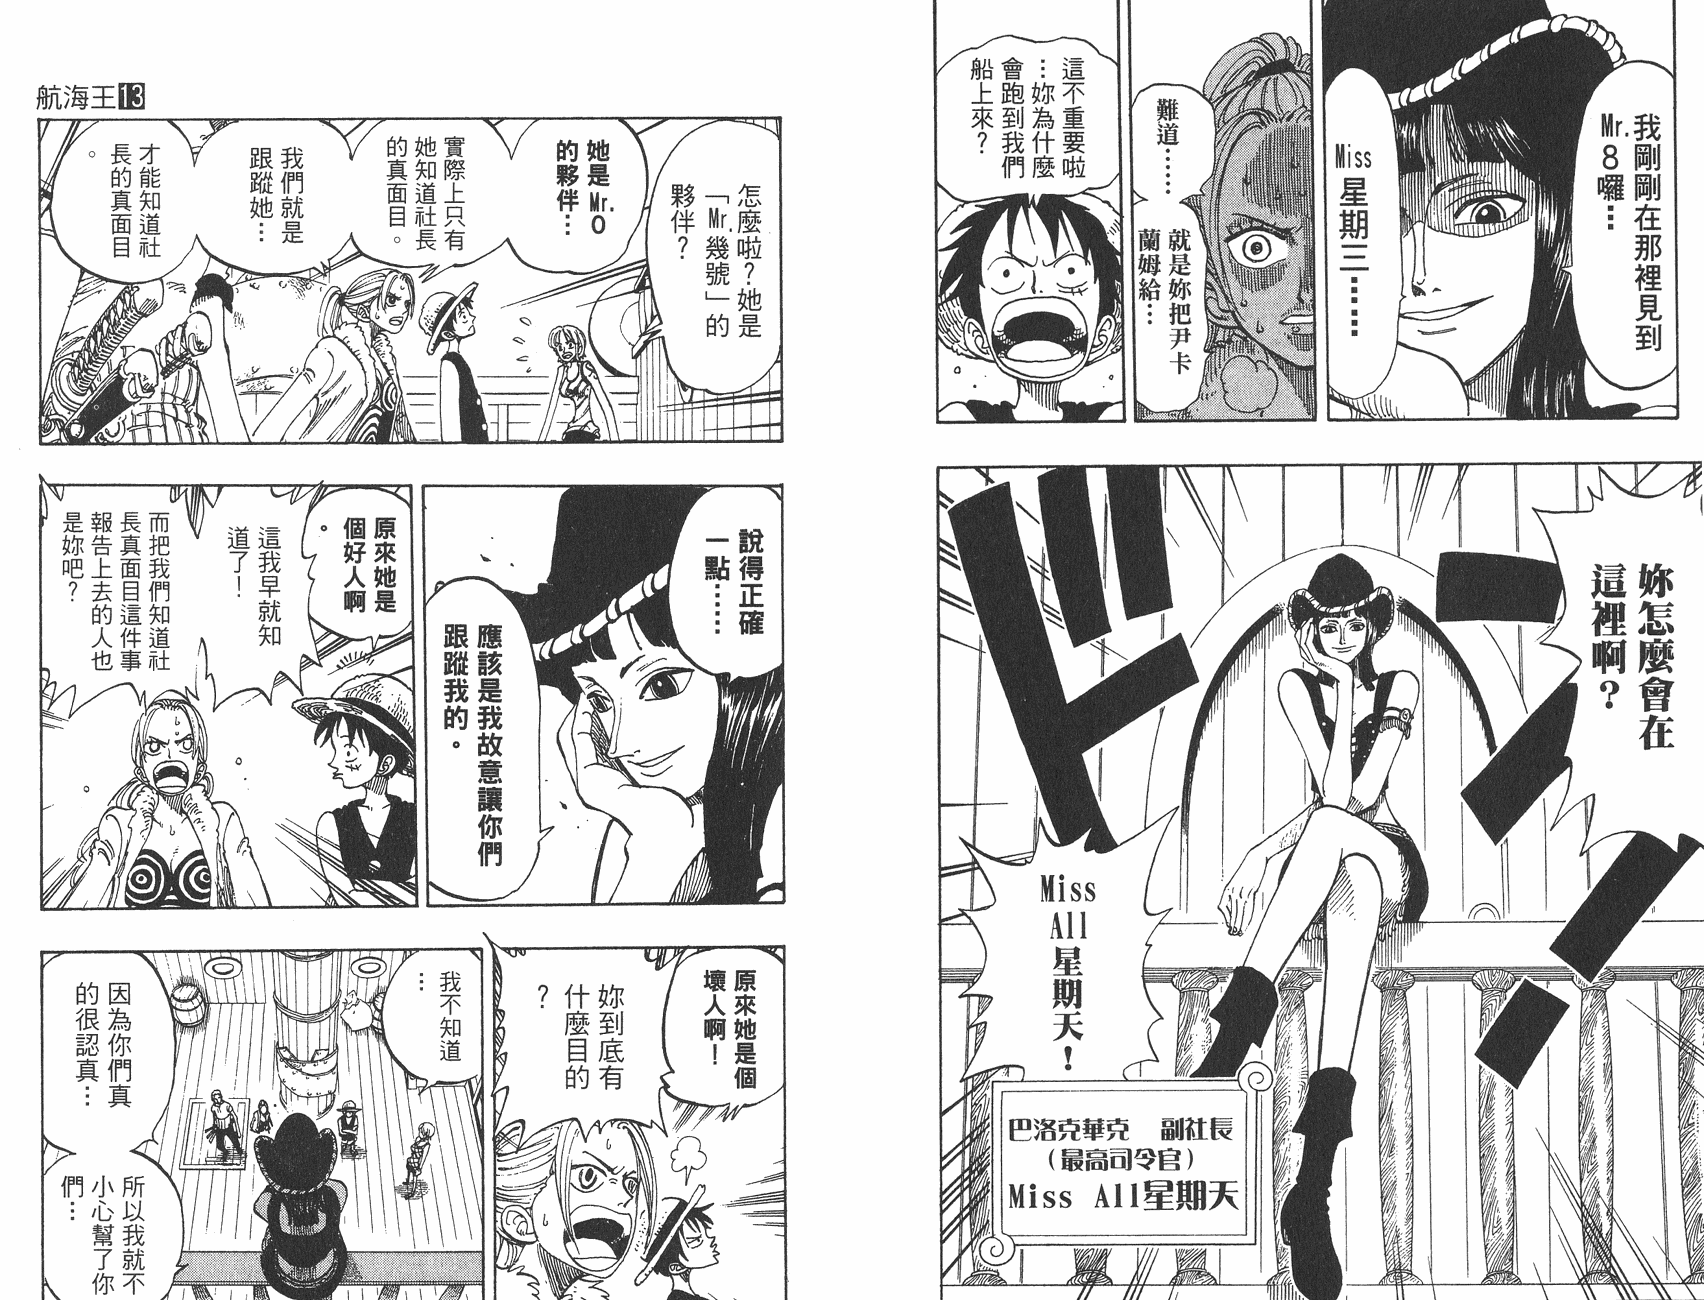 我剛剛在那裡見到
Mr.8囉…
Miss
星期三……
難道……
就是妳把尹卡
蘭姆給…
這不重要啦
…妳為什麼
會跑到我們
船上來？
妳怎麼會在
這裡啊？
ドドン
Miss
All
星期天！
巴洛克華克　副社長
（最高司令官）
Miss All星期天
航海王13
怎麼啦？她是
「Mr.幾號」的
夥伴？
她是Mr.0
的夥伴…
實際上只有
她知道社長
的真面目。
我們就是
跟蹤她…
才能知道社
長的真面目
。
說得正確
一點……
應該是我故意讓你們
跟蹤我的。
原來她是
個好人啊
。
這我早就知
道了！
而把我們知道社
長真面目這件事
報告上去的人也
是妳吧？
原來她是個
壞人啊！
妳到底有
什麼目的
？
我不知道
…
因為你們真
的很認真…
所以我就不
小心幫了你
們…